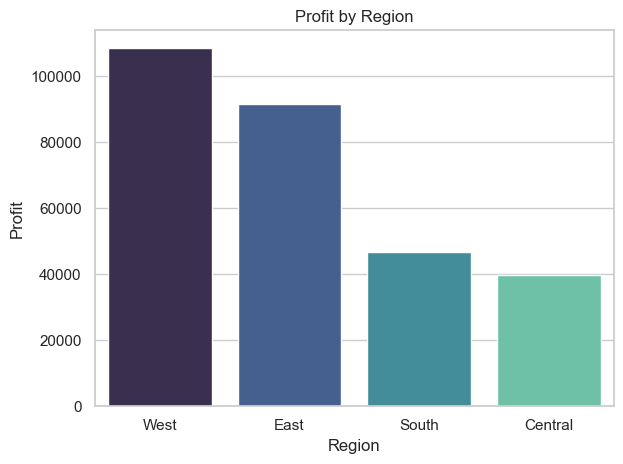 Profit by Region
100000
80000
60000
40000
20000
0
Profit
West East South Central
Region